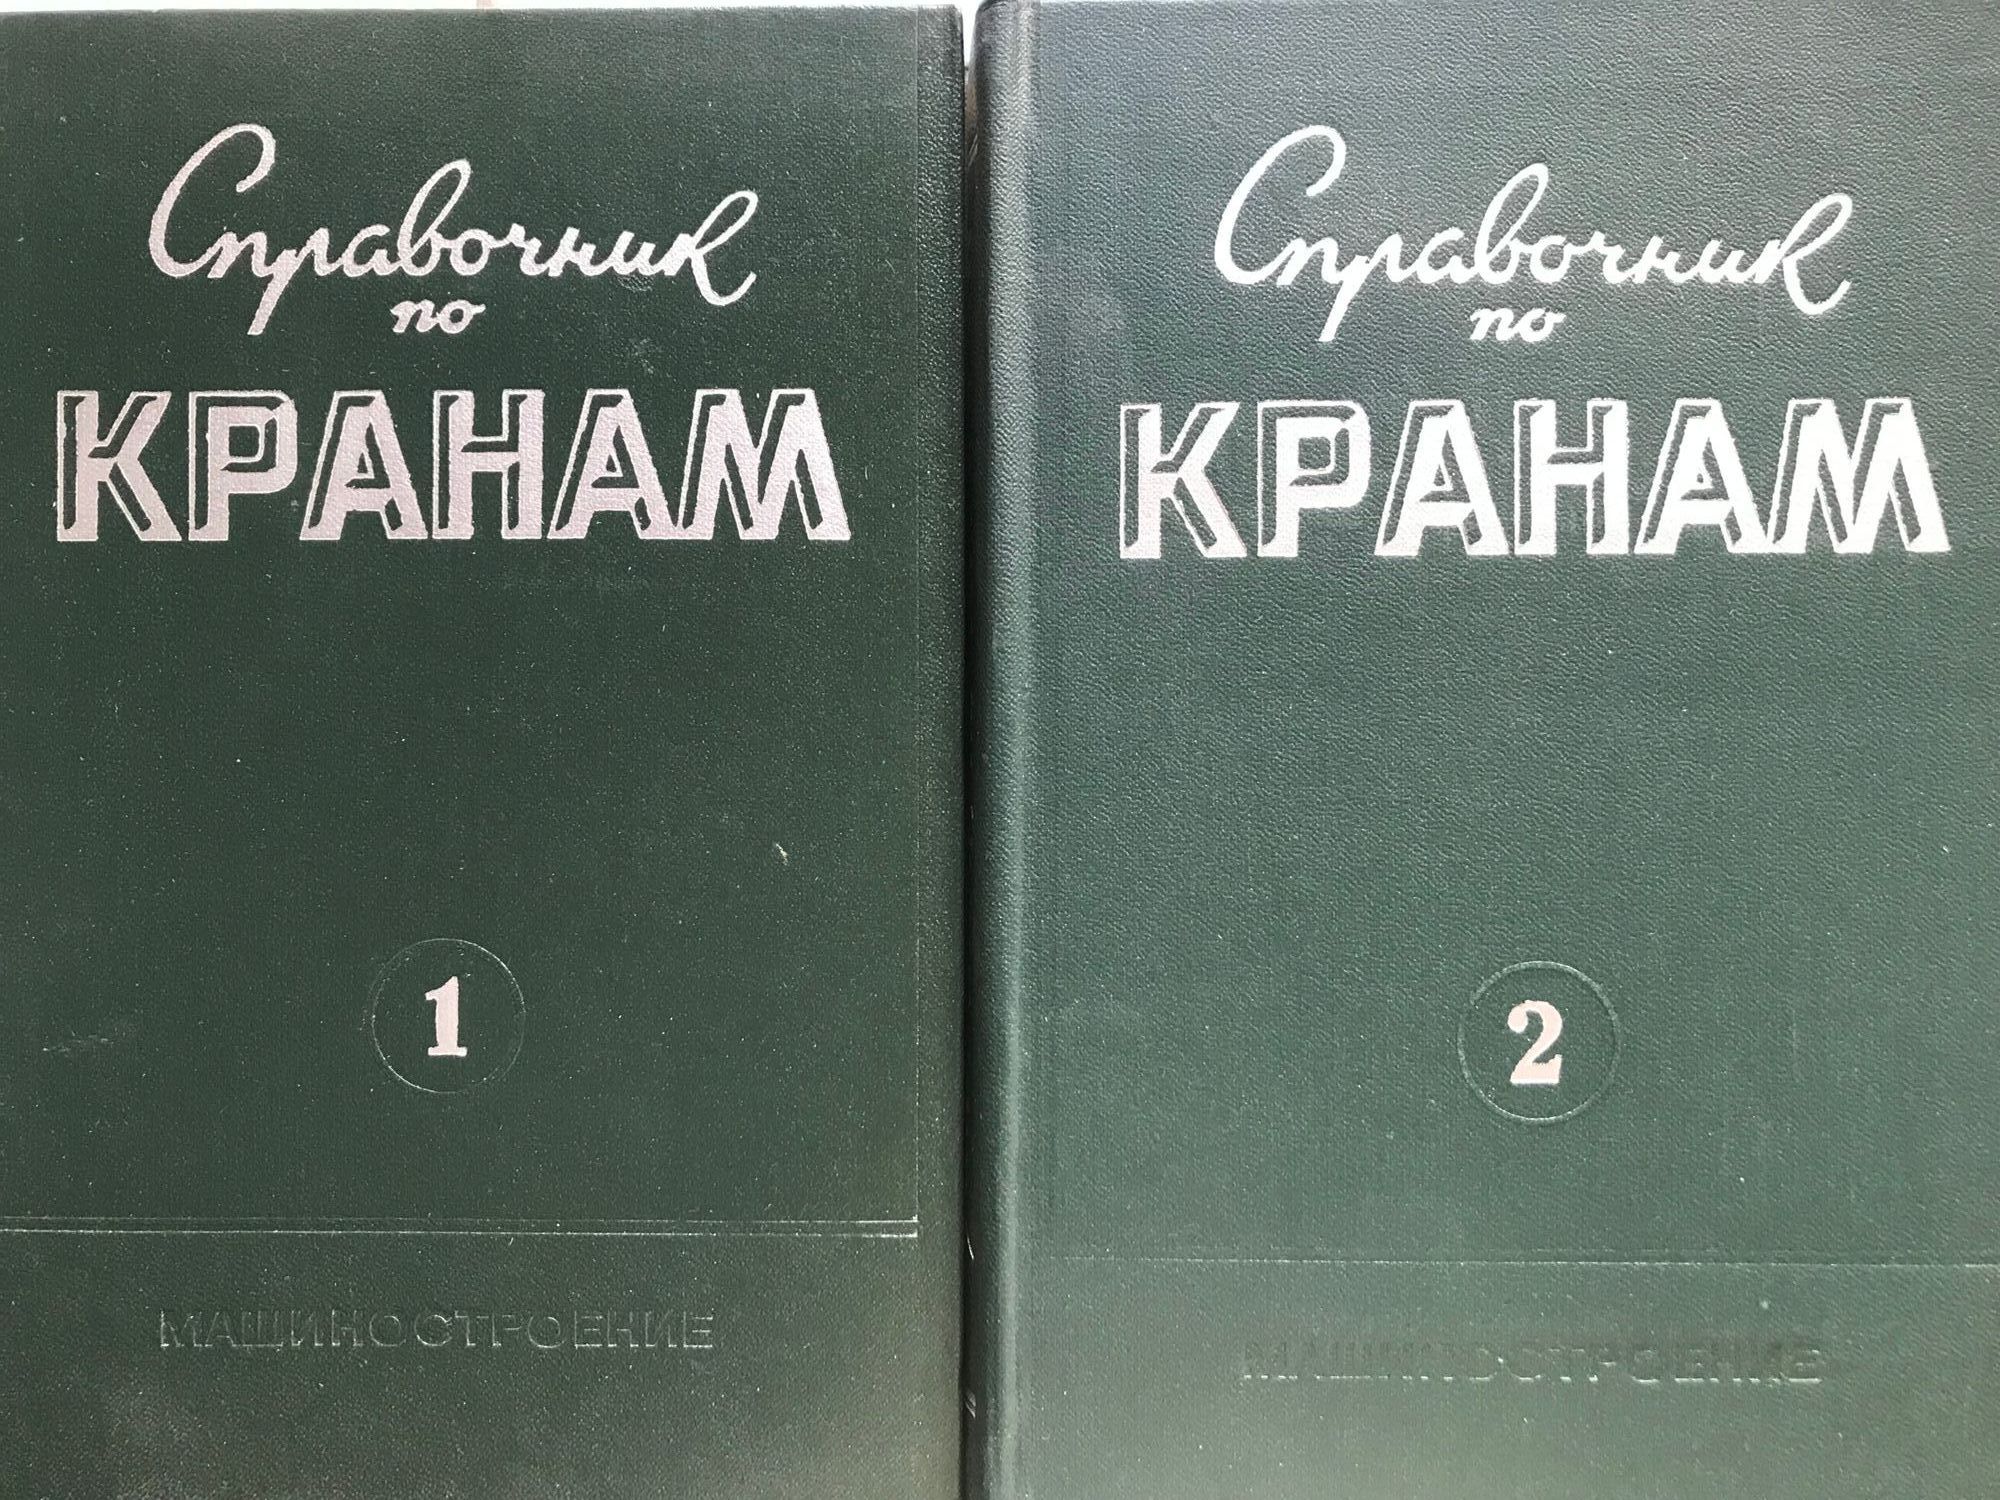 Справочник
по
КРАНАМ
1
МАШИНОСТРОЕНИЕ
Справочник
по
КРАНАМ
2
МАШИНОСТРОЕНИЕ